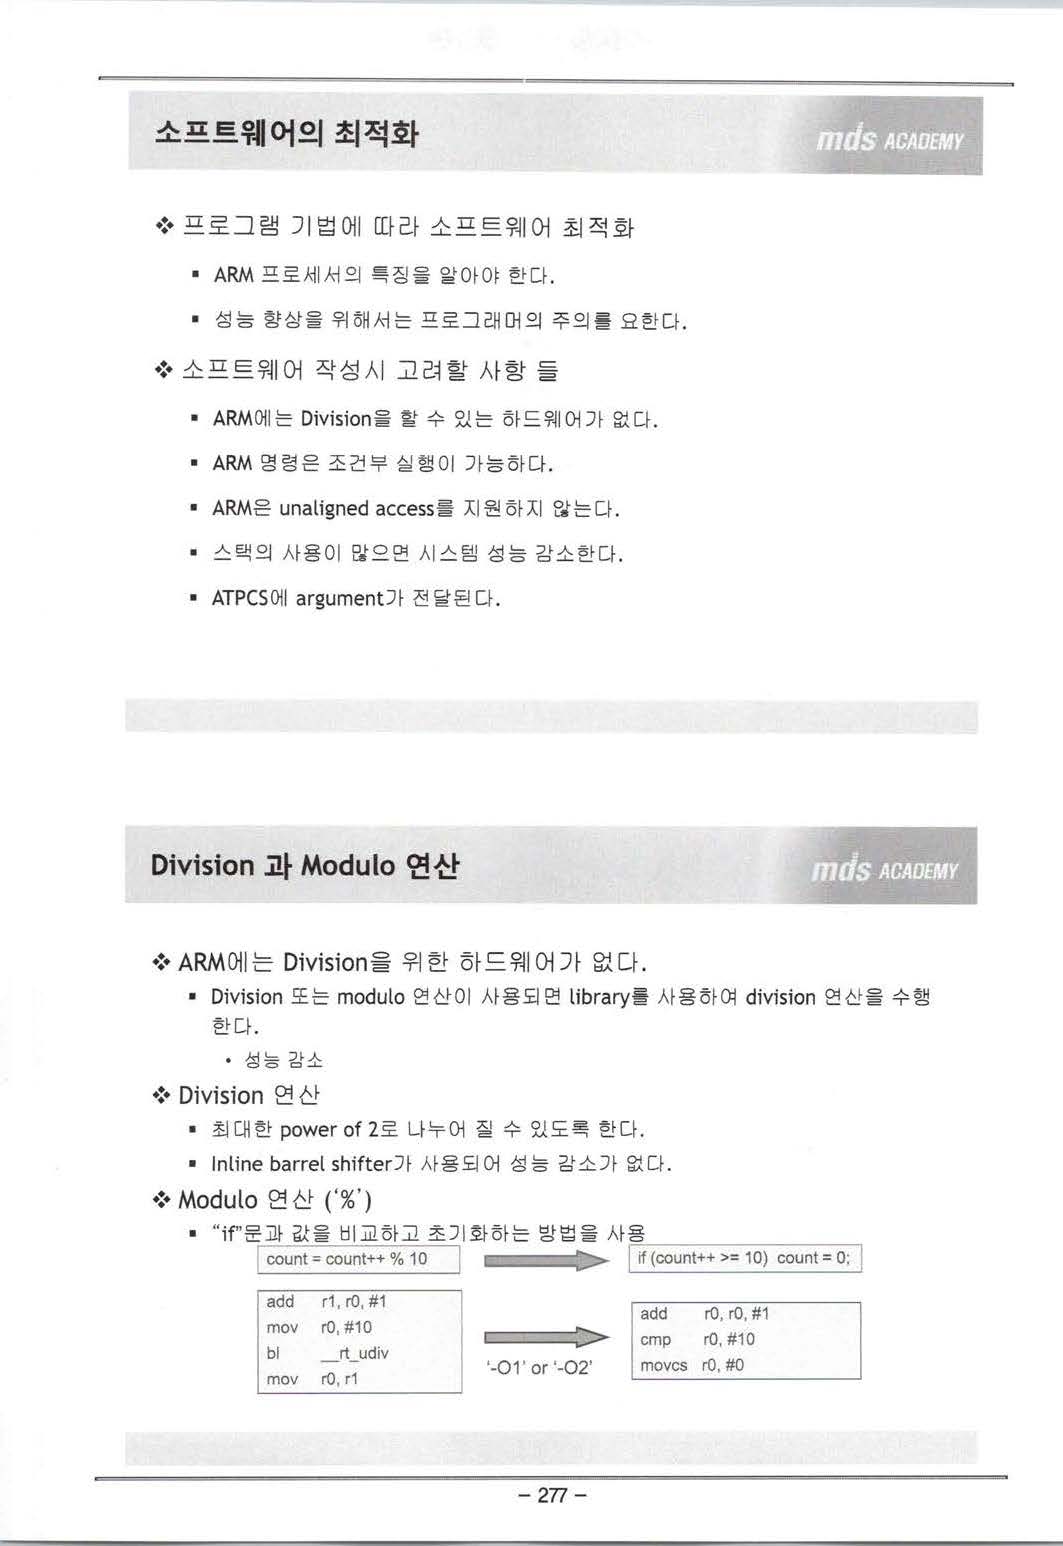 소프트웨어의 최적화
mds ACADEMY
❖ 프로그램 기법에 따라 소프트웨어 최적화
▪ ARM 프로세서의 특징을 알아야 한다.
▪ 성능 향상을 위해서는 프로그래머의 주의를 요한다.
❖ 소프트웨어 작성시 고려할 사항 들
▪ ARM에는 Division을 할 수 있는 하드웨어가 없다.
▪ ARM 명령은 조건부 실행이 가능하다.
▪ ARM은 unaligned access를 지원하지 않는다.
▪ 스택의 사용이 많으면 시스템 성능 감소한다.
▪ ATPCS에 argument가 전달된다.
Division 과 Modulo 연산
mds ACADEMY
❖ ARM에는 Division을 위한 하드웨어가 없다.
▪ Division 또는 modulo 연산이 사용되면 library를 사용하여 division 연산을 수행
한다.
• 성능 감소
❖ Division 연산
▪ 최대한 power of 2로 나누어 질 수 있도록 한다.
▪ Inline barrel shifter가 사용되어 성능 감소가 없다.
❖ Modulo 연산 (‘%’)
▪ “if”문과 값을 비교하고 초기화하는 방법을 사용
count = count++ % 10
if (count++ >= 10) count = 0;
add r1, r0, #1
mov r0, #10
bl __rt_udiv
mov r0, r1
‘-O1’ or ‘-O2’
add r0, r0, #1
cmp r0, #10
movcs r0, #0
– 277 –